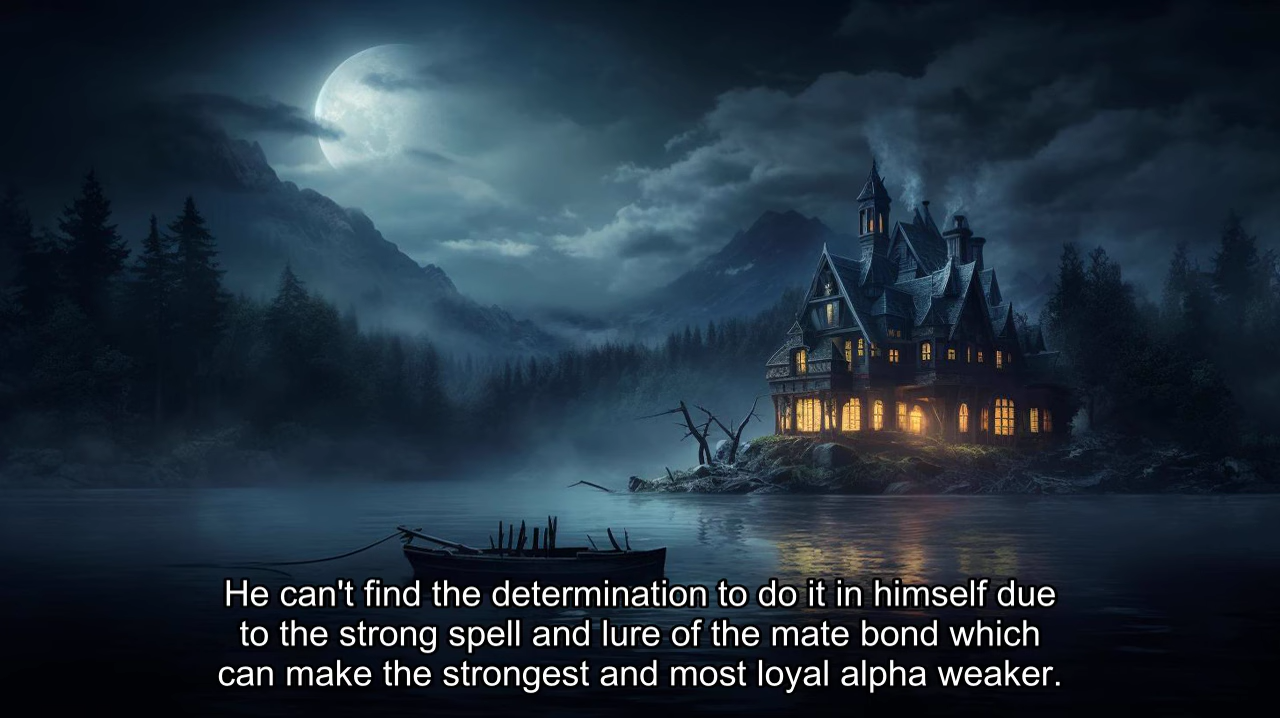 He can't find the determination to do it in himself due
to the strong spell and lure of the mate bond which
can make the strongest and most loyal alpha weaker.